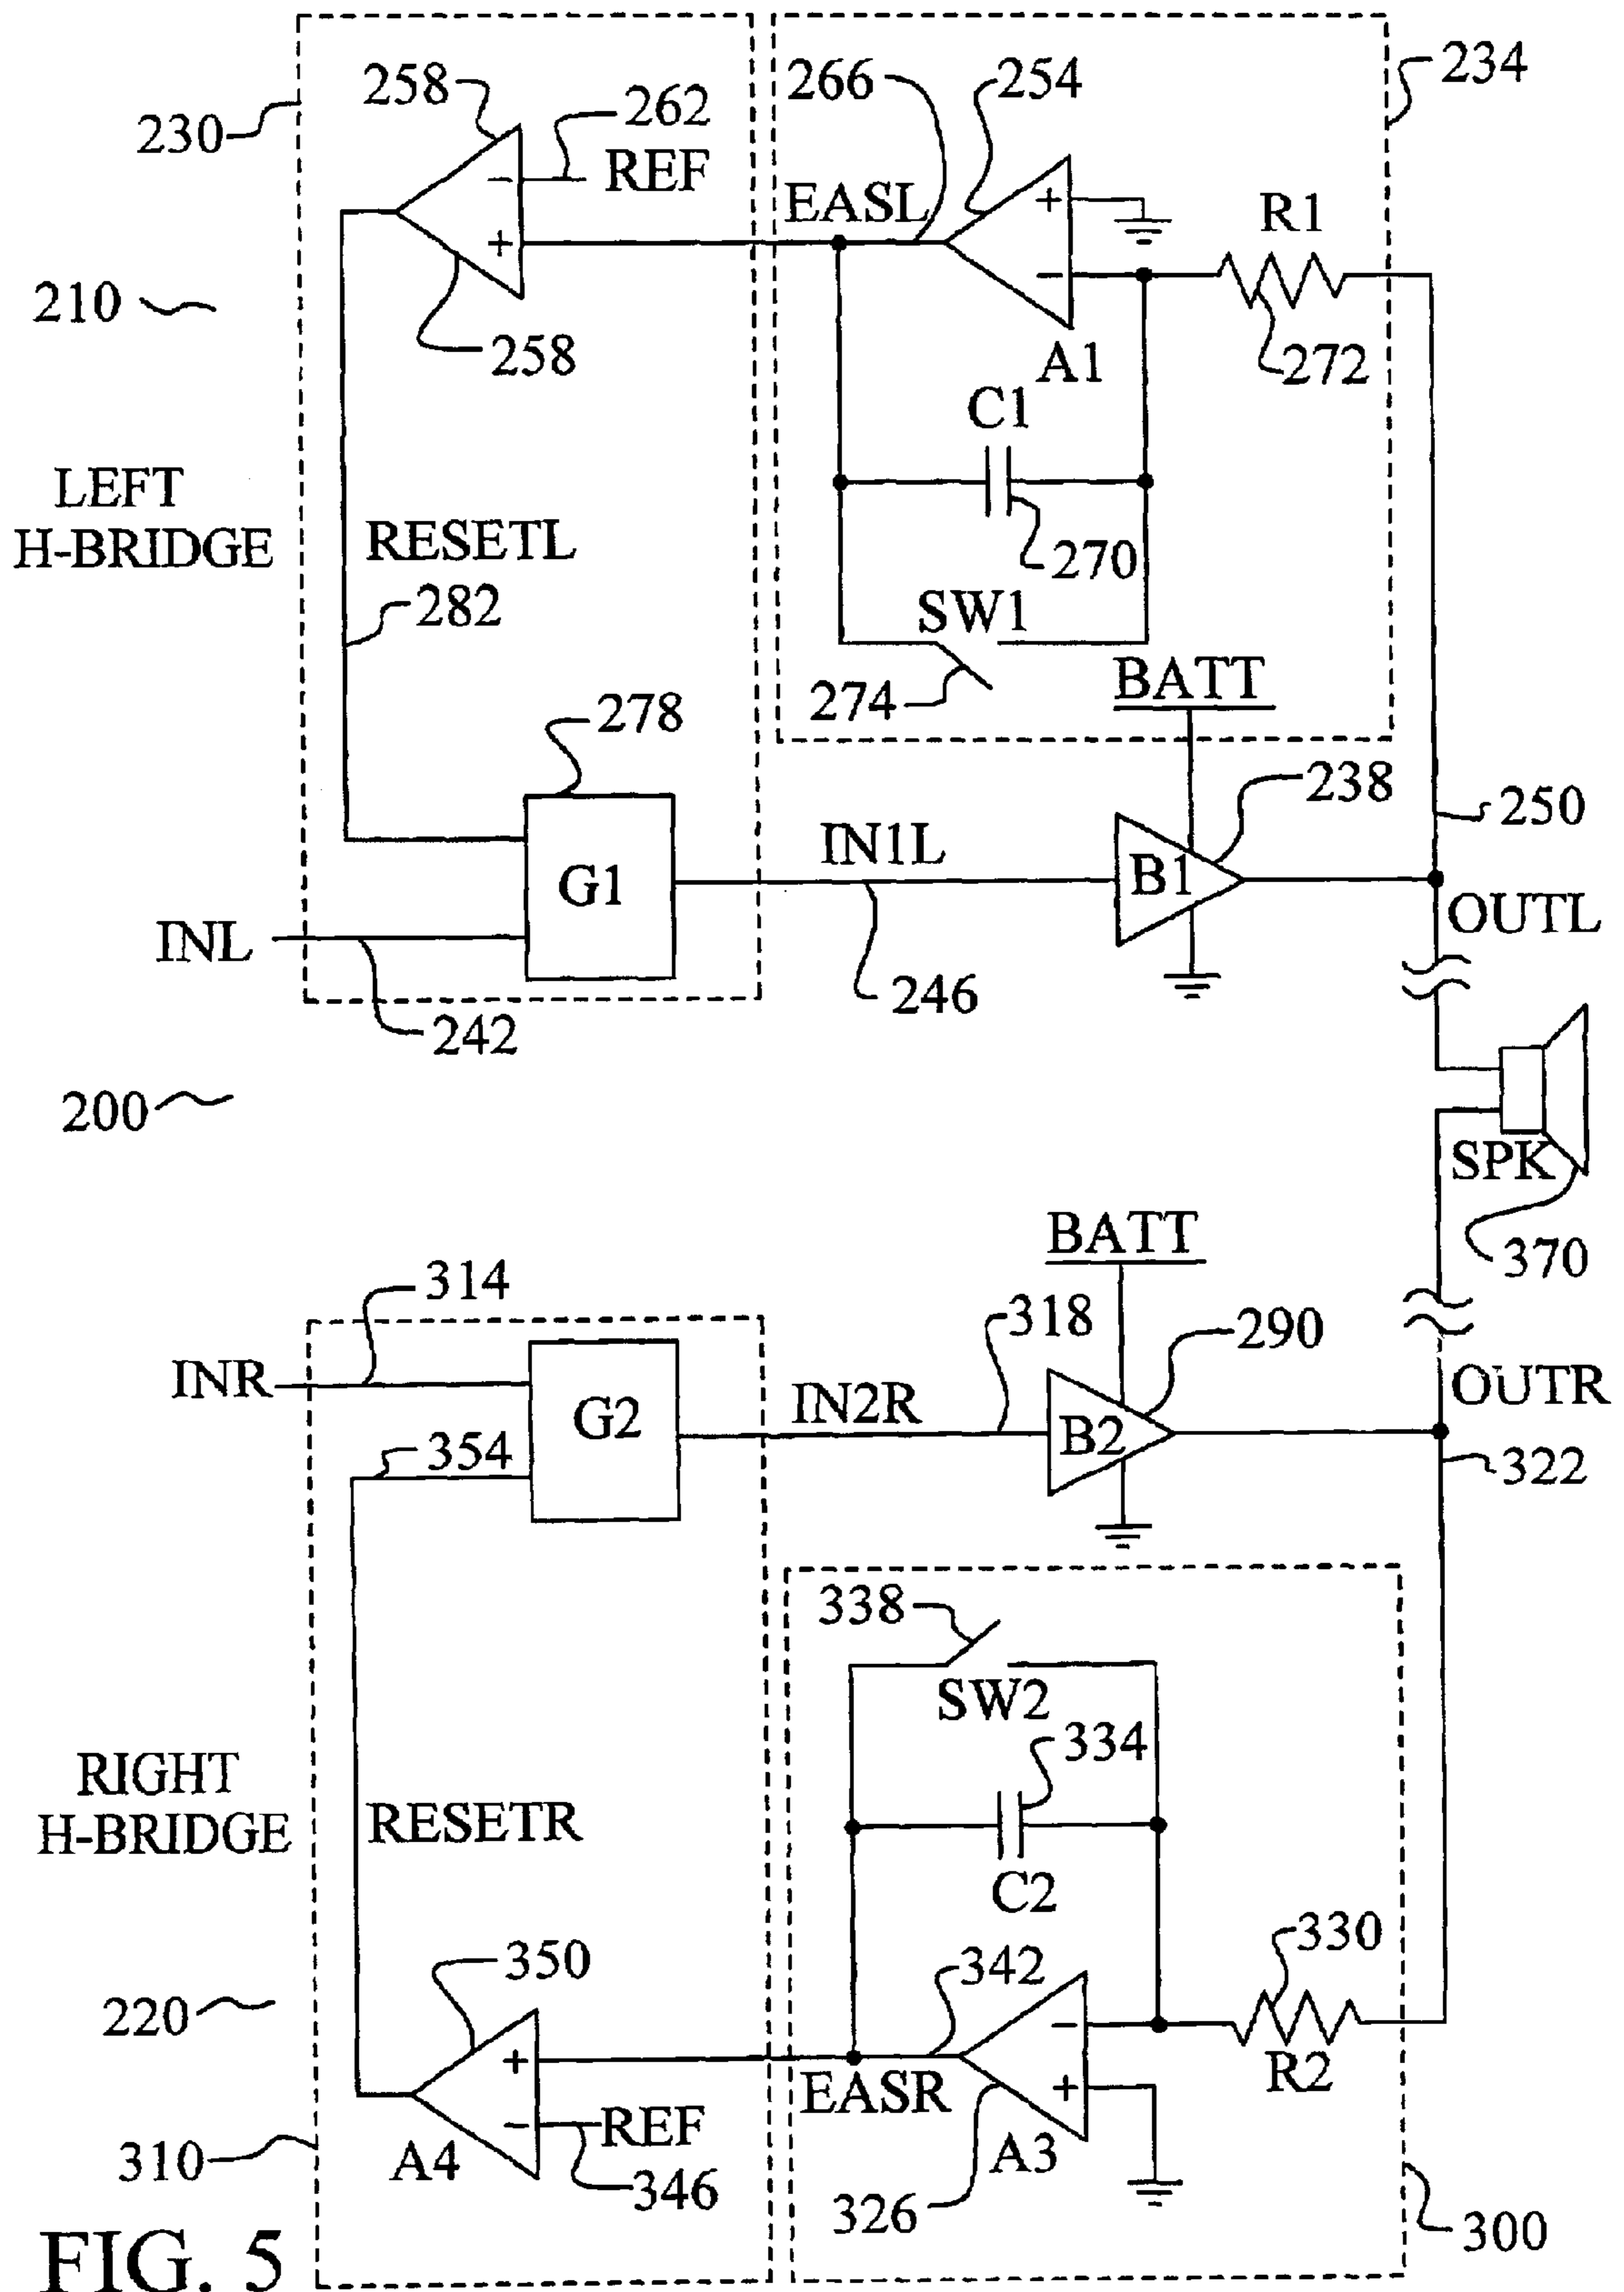 258
262
REF
266
254
234
230
−
+
EASL
+
−
R1
210
258
A1
272
C1
LEFT
H-BRIDGE
RESETL
270
282
SW1
274
BATT
278
238
250
IN1L
B1
G1
OUTL
INL
246
242
200
SPK
BATT
370
314
318
290
INR
G2
IN2R
B2
OUTR
354
322
338
SW2
334
RIGHT
H-BRIDGE
RESETR
C2
350
342
330
220
−
+
EASR
+
R2
−
REF
A4
A3
310
346
326
300
FIG. 5